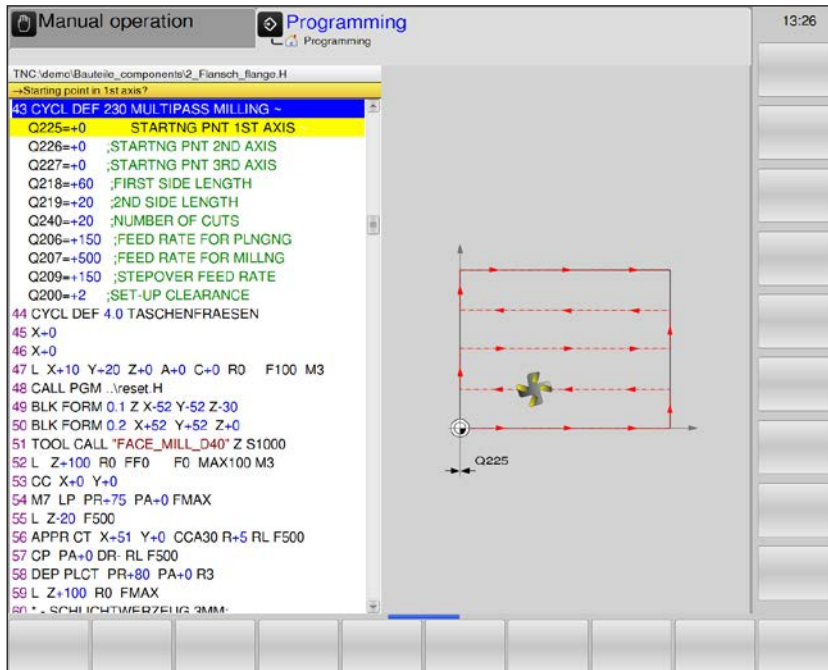 Manual operation
Programming
Programming
13:26
TNC:\demo\Bauteile_components\2_Flansch_flange.H
→Starting point in 1st axis?
43 CYCL DEF 230 MULTIPASS MILLING ~
Q225=+0 STARTNG PNT 1ST AXIS
Q226=+0 ;STARTNG PNT 2ND AXIS
Q227=+0 ;STARTNG PNT 3RD AXIS
Q218=+60 ;FIRST SIDE LENGTH
Q219=+20 ;2ND SIDE LENGTH
Q240=+20 ;NUMBER OF CUTS
Q206=+150 ;FEED RATE FOR PLNGNG
Q207=+500 ;FEED RATE FOR MILLNG
Q209=+150 ;STEPOVER FEED RATE
Q200=+2 ;SET-UP CLEARANCE
44 CYCL DEF 4.0 TASCHENFRAESEN
45 X+0
46 X+0
47 L X+10 Y+20 Z+0 A+0 C+0 R0 F100 M3
48 CALL PGM ..\reset.H
49 BLK FORM 0.1 Z X-52 Y-52 Z-30
50 BLK FORM 0.2 X+52 Y+52 Z+0
51 TOOL CALL "FACE_MILL_D40" Z S1000
52 L Z+100 R0 FF0 F0 MAX100 M3
53 CC X+0 Y+0
54 M7 LP PR+75 PA+0 FMAX
55 L Z-20 F500
56 APPR CT X+51 Y+0 CCA30 R+5 RL F500
57 CP PA+0 DR- RL F500
58 DEP PLCT PR+80 PA+0 R3
59 L Z+100 R0 FMAX
60 * - SCHLICHTWERZEUG 3MM:
Q225